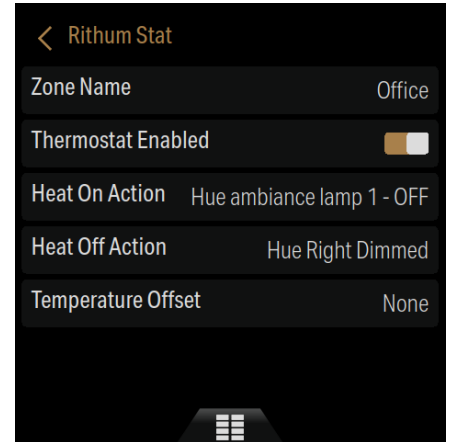 Rithum Stat
Zone Name Office
Thermostat Enabled
Heat On Action Hue ambiance lamp 1 - OFF
Heat Off Action Hue Right Dimmed
Temperature Offset None